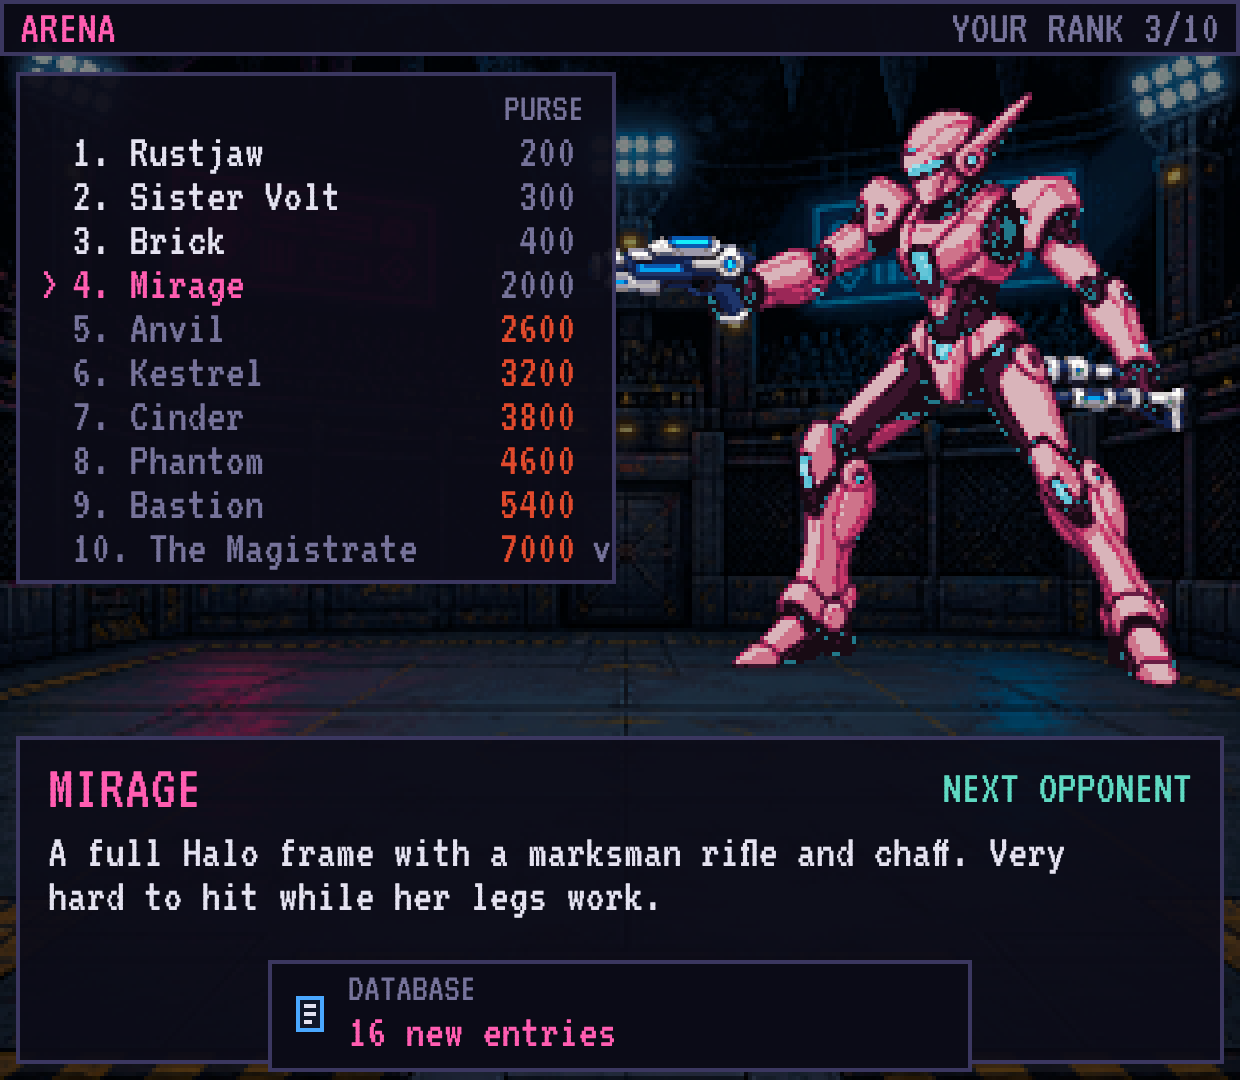 ARENA
YOUR RANK 3/10
PURSE
1. Rustjaw 200
2. Sister Volt 300
3. Brick 400
> 4. Mirage 2000
5. Anvil 2600
6. Kestrel 3200
7. Cinder 3800
8. Phantom 4600
9. Bastion 5400
10. The Magistrate 7000 v
MIRAGE
NEXT OPPONENT
A full Halo frame with a marksman rifle and chaff. Very
hard to hit while her legs work.
DATABASE
16 new entries